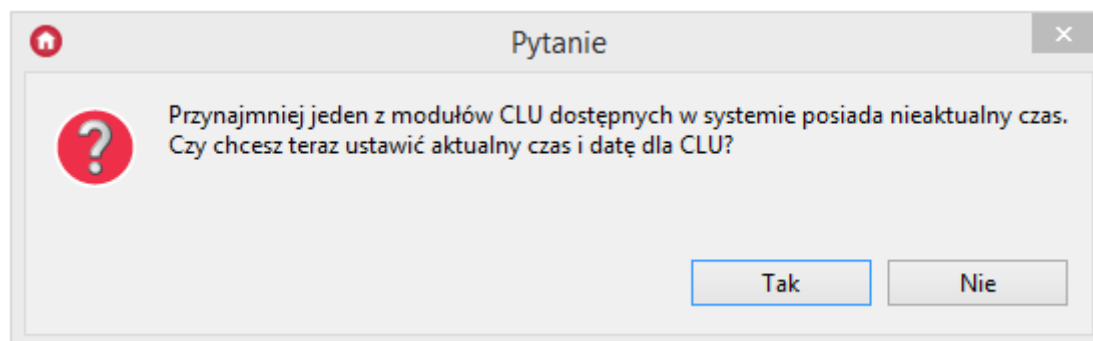 Pytanie
Przynajmniej jeden z modułów CLU dostępnych w systemie posiada nieaktualny czas.
Czy chcesz teraz ustawić aktualny czas i datę dla CLU?
Tak Nie